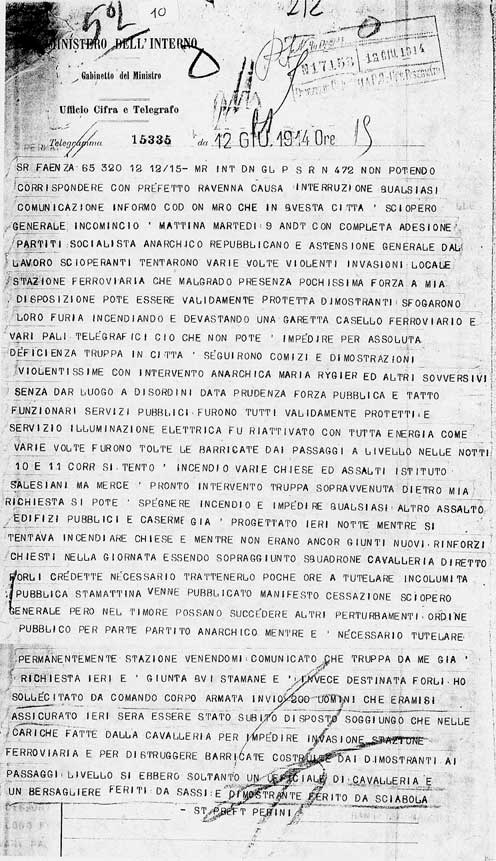 50 10 212
MINISTERO DELL'INTERNO
Gabinetto del Ministro
Ufficio Cifra e Telegrafo
17153 13 GIU. 1914
Telegramma 15335 da 12 GIU. 1914 Ore 15
SR FAENZA 65 320 12 12/15- MR INT DN GL P S R N 472 NON POTENDO
CORRISPONDERE CON PREFETTO RAVENNA CAUSA INTERRUZIONE QUALSIASI
COMUNICAZIONE INFORMO COD ON MRO CHE IN QVESTA CITTA ' SCIOPERO
GENERALE INCOMINCIO ' MATTINA MARTEDI 9 ANDT CON COMPLETA ADESIONE
PARTITI SOCIALISTA ANARCHICO REPUBBLICANO E ASTENSIONE GENERALE DAL
LAVORO SCIOPERANTI TENTARONO VARIE VOLTE VIOLENTI INVASIONI LOCALE
STAZIONE FERROVIARIA CHE MALGRADO PRESENZA POCHISSIMA FORZA A MIA
DISPOSIZIONE POTE ESSERE VALIDAMENTE PROTETTA DIMOSTRANTI SFOGARONO
LORO FURIA INCENDIANDO E DEVASTANDO UNA GARETTA CASELLO FERROVIARIO E
VARI PALI TELEGRAFICI CIO CHE NON POTE ' IMPEDIRE PER ASSOLUTA
DEFICIENZA TRUPPA IN CITTA ' SEGUIRONO COMIZI E DIMOSTRAZIONI
VIOLENTISSIME CON INTERVENTO ANARCHICA MARIA RYGIER ED ALTRI SOVVERSIVI
SENZA DAR LUOGO A DISORDINI DATA PRUDENZA FORZA PUBBLICA E TATTO
FUNZIONARI SERVIZI PUBBLICI FURONO TUTTI VALIDAMENTE PROTETTI E
SERVIZIO ILLUMINAZIONE ELETTRICA FU RIATTIVATO CON TUTTA ENERGIA COME
VARIE VOLTE FURONO TOLTE LE BARRICATE DAI PASSAGGI A LIVELLO NELLE NOTTI
10 E 11 CORR SI TENTO ' INCENDIO VARIE CHIESE ED ASSALTI ISTITUTO
SALESIANI MA MERCE ' PRONTO INTERVENTO TRUPPA SOPRAVVENUTA DIETRO MIA
RICHIESTA SI POTE ' SPEGNERE INCENDIO E IMPEDIRE QUALSIASI ALTRO ASSALTO
EDIFIZI PUBBLICI E CASERME GIA ' PROGETTATO IERI NOTTE MENTRE SI
TENTAVA INCENDIARE CHIESE E MENTRE NON ERANO ANCOR GIUNTI NUOVI RINFORZI
CHIESTI NELLA GIORNATA ESSENDO SOPRAGGIUNTO SQUADRONE CAVALLERIA DIRETTO
FORLI CREDETTE NECESSARIO TRATTENERLO POCHE ORE A TUTELARE INCOLUMITA
PUBBLICA STAMATTINA VENNE PUBBLICATO MANIFESTO CESSAZIONE SCIOPERO
GENERALE PERO NEL TIMORE POSSANO SUCCEDERE ALTRI PERTURBAMENTI ORDINE
PUBBLICO PER PARTE PARTITO ANARCHICO MENTRE E ' NECESSARIO TUTELARE
PERMANENTEMENTE STAZIONE VENENDOMI COMUNICATO CHE TRUPPA DA ME GIA '
RICHIESTA IERI E ' GIUNTA QVI STAMANE E ' INVECE DESTINATA FORLI HO
SOLLECITATO DA COMANDO CORPO ARMATA INVIO 200 UOMINI CHE ERAMISI
ASSICURATO IERI SERA ESSERE STATO SUBITO DISPOSTO SOGGIUNGO CHE NELLE
CARICHE FATTE DALLA CAVALLERIA PER IMPEDIRE INVASIONE STAZIONE
FERROVIARIA E PER DISTRUGGERE BARRICATE COSTRUITE DAI DIMOSTRANTI AI
PASSAGGI LIVELLO SI EBBERO SOLTANTO UN UFFICIALE DI CAVALLERIA E
UN BERSAGLIERE FERITI DA SASSI E DIMOSTRANTE FERITO DA SCIABOLA
- ST PREFT PERINI